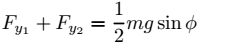 $F_{y_1} + F_{y_2} = \frac{1}{2} mg \sin \phi$